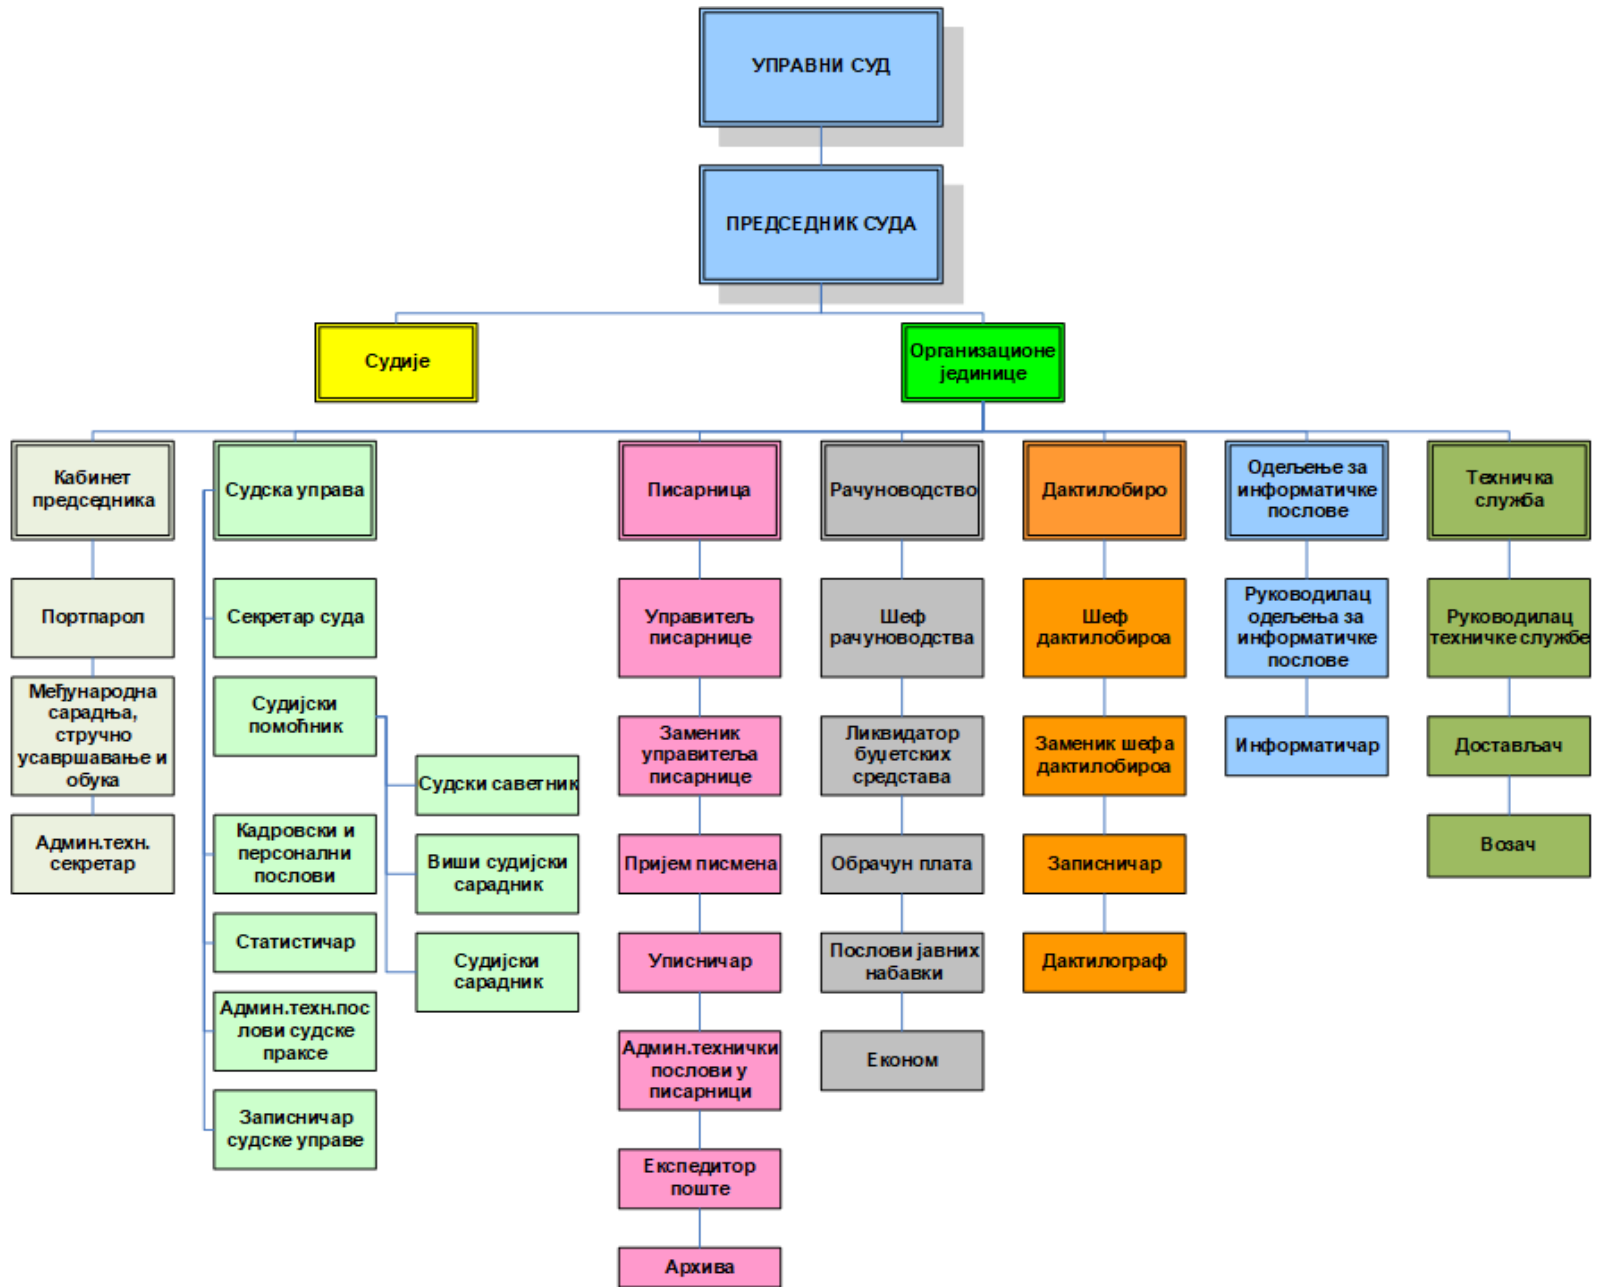 УПРАВНИ СУД
ПРЕДСЕДНИК СУДА
Судије
Организационе
јединице
Кабинет
председника
Портпарол
Међународна
сарадња,
стручно
усавршавање и
обука
Админ.техн.
секретар
Судска управа
Секретар суда
Судијски
помоћник
Судски саветник
Виши судијски
сарадник
Судијски
сарадник
Кадровски и
персонални
послови
Статистичар
Админ.техн.пос
лови судске
праксе
Записничар
судске управе
Писарница
Управитељ
писарнице
Заменик
управитеља
писарнице
Пријем писмена
Уписничар
Админ.технички
послови у
писарници
Експедитор
поште
Архива
Рачуноводство
Шеф
рачуноводства
Ликвидатор
буџетских
средстава
Обрачун плата
Послови јавних
набавки
Економ
Дактилобиро
Шеф
дактилобироа
Заменик шефа
дактилобироа
Записничар
Дактилограф
Одељење за
информатичке
послове
Руководилац
одељења за
информатичке
послове
Информатичар
Техничка
служба
Руководилац
техничке службе
Достављач
Возач